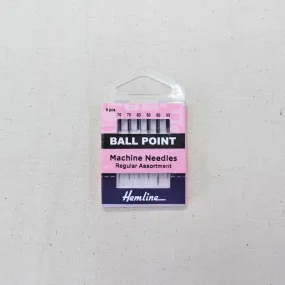 BALL POINT
Machine Needles
Regular Assortment
Hemline